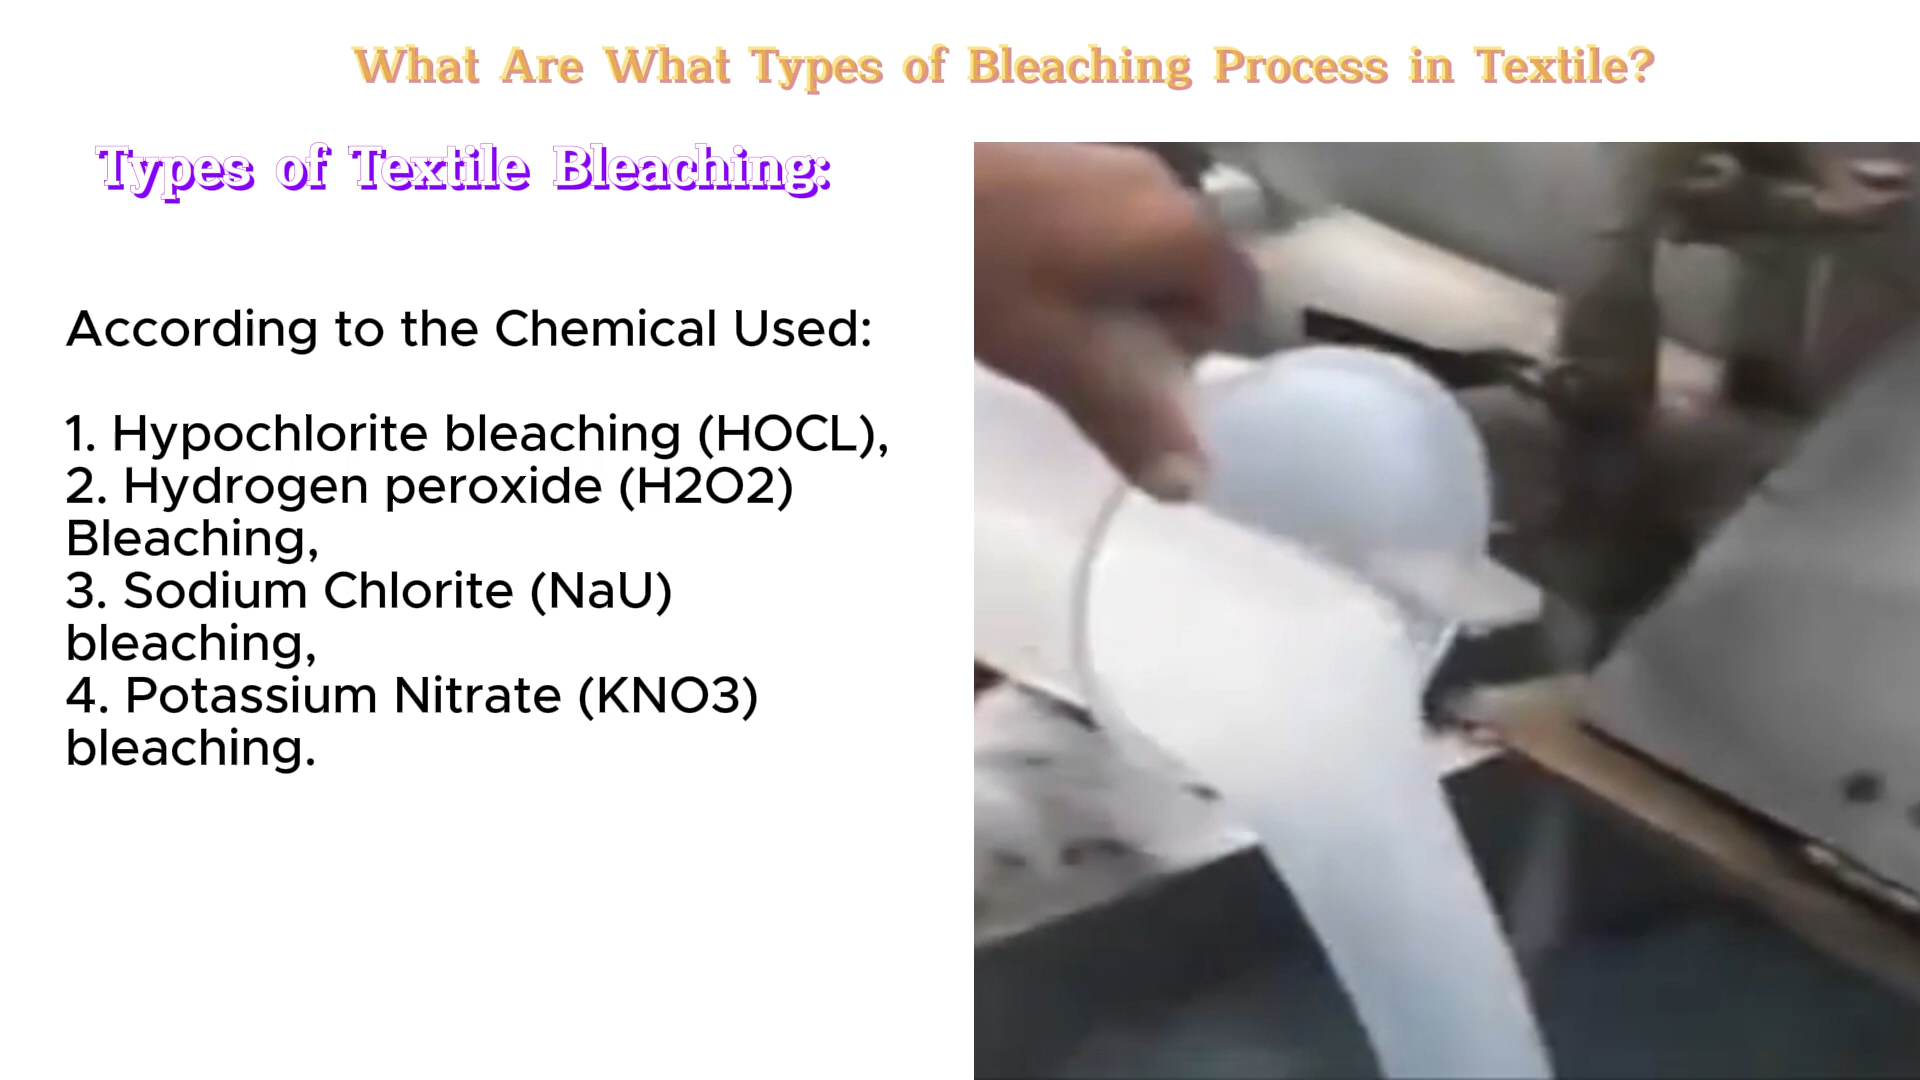 What Are What Types of Bleaching Process in Textile?
Types of Textile Bleaching:
According to the Chemical Used:
1. Hypochlorite bleaching (HOCL),
2. Hydrogen peroxide (H2O2)
Bleaching,
3. Sodium Chlorite (NaU)
bleaching,
4. Potassium Nitrate (KNO3)
bleaching.